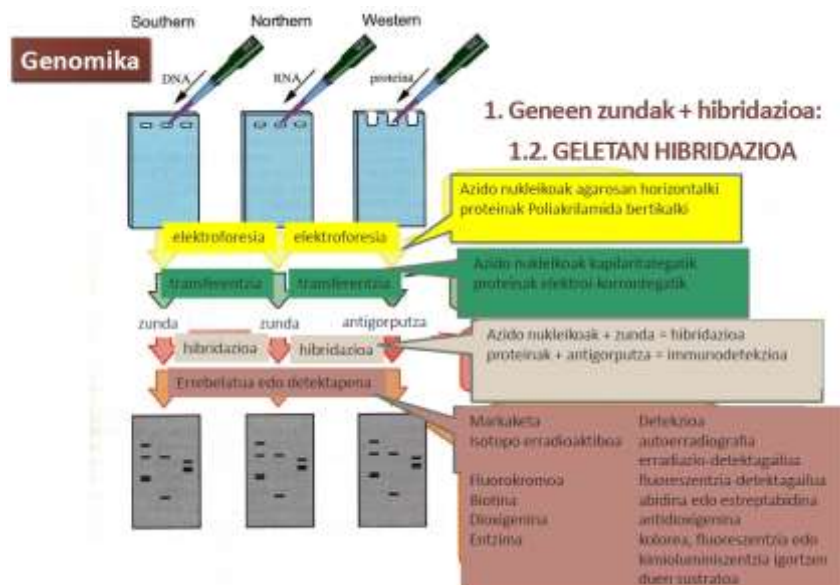 Southern Northern Western
Genomika
DNA RNA proteina
1. Geneen zundak + hibridazioa:
1.2. GELETAN HIBRIDAZIOA
Azido nukleikoak agarosan horizontalki
proteinak Poliakrilamida bertikalki
elektroforesia elektroforesia
Azido nukleikoak kapilaritategatik
proteinak elektroi korrontegatik
transferentzia transferentzia
zunda zunda antigorputza
Azido nukleikoak + zunda = hibridazioa
proteinak + antigorputza = immunodetekzioa
hibridazioa hibridazioa
Errebelatua edo detektapena
Markaketa Detekzioa
Isotopo erradioaktiboa autoerradiografia
erradiazio-detektagailua
Fluorokromoa fluoreszentzia-detektagailua
Biotina abidina edo estreptabidina
Dioxigenina antidioxigenina
Entzima kolorea, fluoreszentzia edo
kimioluminiszentzia igortzen
duen sustratoa